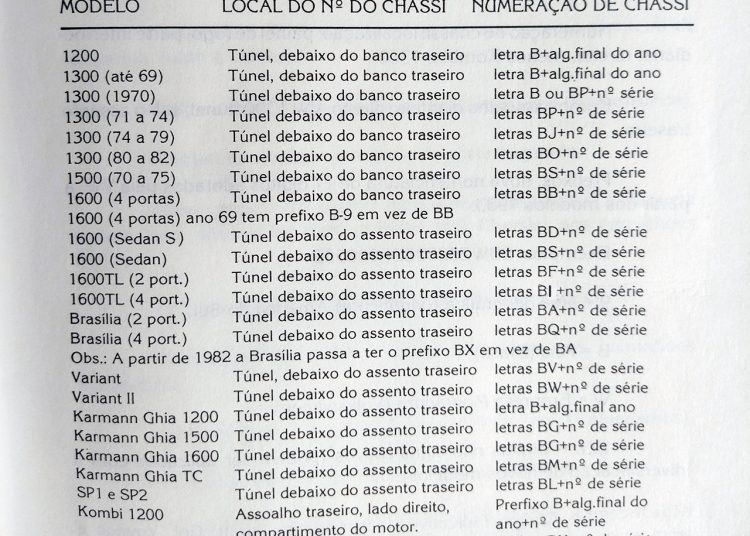 MODELO LOCAL DO Nº DO CHASSI NUMERAÇÃO DE CHASSI
1200 Túnel, debaixo do banco traseiro letra B+alg.final do ano
1300 (até 69) Túnel, debaixo do banco traseiro letra B+alg.final do ano
1300 (1970) Túnel debaixo do banco traseiro letra B ou BP+nº série
1300 (71 a 74) Túnel debaixo do banco traseiro letras BP+nº de série
1300 (74 a 79) Túnel debaixo do banco traseiro letras BJ+nº de série
1300 (80 a 82) Túnel debaixo do banco traseiro letras BO+nº de série
1500 (70 a 75) Túnel debaixo do banco traseiro letras BS+nº de série
1600 (4 portas) Túnel debaixo do banco traseiro letras BB+nº de série
1600 (4 portas) ano 69 tem prefixo B-9 em vez de BB
1600 (Sedan S) Túnel debaixo do assento traseiro letras BD+nº de série
1600 (Sedan) Túnel debaixo do assento traseiro letras BS+nº de série
1600TL (2 port.) Túnel debaixo do assento traseiro letras BF+nº de série
1600TL (4 port.) Túnel debaixo do assento traseiro letras BI+nº de série
Brasília (2 port.) Túnel debaixo do assento traseiro letras BA+nº de série
Brasília (4 port.) Túnel debaixo do assento traseiro letras BQ+nº de série
Obs.: A partir de 1982 a Brasília passa a ter o prefixo BX em vez de BA
Variant Túnel, debaixo do assento traseiro letras BV+nº de série
Variant II Túnel debaixo do assento traseiro letras BW+nº de série
Karmann Ghia 1200 Túnel debaixo do assento traseiro letra B+alg.final ano
Karmann Ghia 1500 Túnel debaixo do assento traseiro letras BG+nº de série
Karmann Ghia 1600 Túnel debaixo do assento traseiro letras BG+nº de série
Karmann Ghia TC Túnel debaixo do assento traseiro letras BM+nº de série
SP1 e SP2 Túnel debaixo do assento traseiro letras BL+nº de série
Kombi 1200 Assoalho traseiro, lado direito, Prerfixo B+alg.final do
compartimento do motor. ano+nº de série